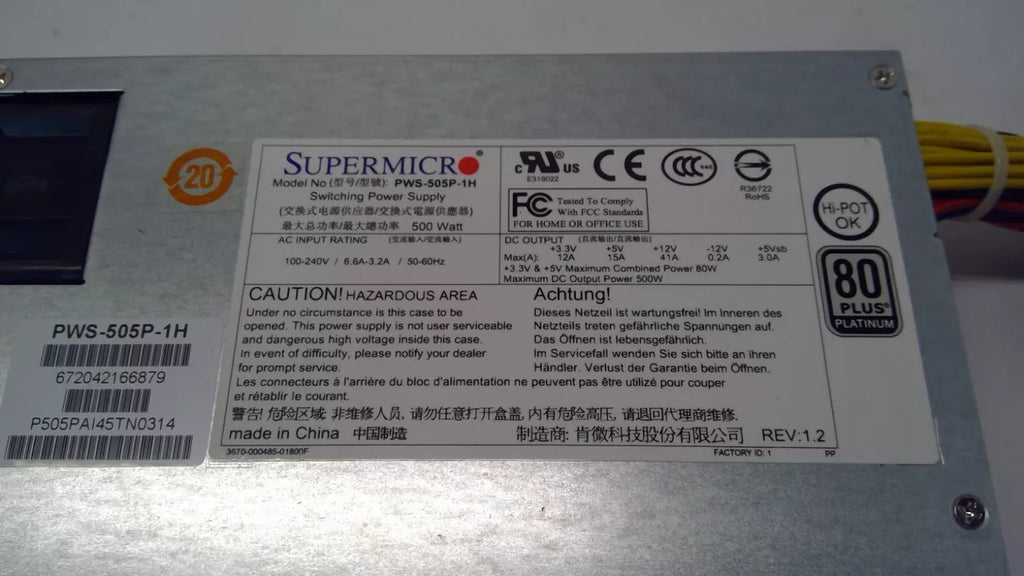 20
SUPERMICRO®
Model No (型号/型號): PWS-505P-1H
Switching Power Supply
(交换式电源供应器/交換式電源供應器)
最大总功率/最大總功率 500 Watt
AC INPUT RATING (交流输入/交流輸入)
100-240V / 6.6A-3.2A / 50-60Hz
c RU® US
E319022
CE
CCC S&E
R36722
RoHS
FC Tested To Comply
With FCC Standards
FOR HOME OR OFFICE USE
DC OUTPUT (直流输出/直流輸出)
+3.3V +5V +12V -12V +5Vsb
Max(A): 12A 15A 41A 0.2A 3.0A
+3.3V & +5V Maximum Combined Power 80W
Maximum DC Output Power 500W
Hi-POT
OK
80
PLUS®
PLATINUM
CAUTION! HAZARDOUS AREA
Under no circumstance is this case to be
opened. This power supply is not user serviceable
and dangerous high voltage inside this case.
In event of difficulty, please notify your dealer
for prompt service.
Achtung!
Dieses Netzeil ist wartungsfrei! Im Inneren des
Netzteils treten gefährliche Spannungen auf.
Das Öffnen ist lebensgefährlich.
Im Servicefall wenden Sie sich bitte an ihren
Händler. Verlust der Garantie beim Öffnen.
Les connecteurs à l'arrière du bloc d'alimentation ne peuvent pas être utilizé pour couper
et rétablir le courant.
警告! 危险区域: 非维修人员, 请勿任意打开盒盖, 内有危险高压, 请退回代理商维修.
made in China 中国制造 制造商: 肯微科技股份有限公司 REV:1.2
3670-000485-01800F FACTORY ID: 1 PP
PWS-505P-1H
672042166879
P505PAI45TN0314